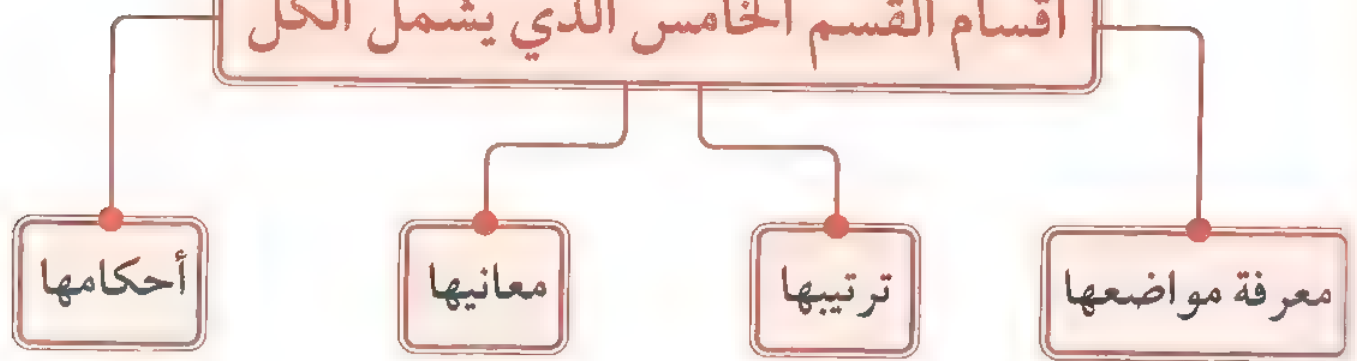 أقسام القسم الخامس الذي يشمل الكل
معرفة مواضعها
ترتيبها
معانيها
أحكامها